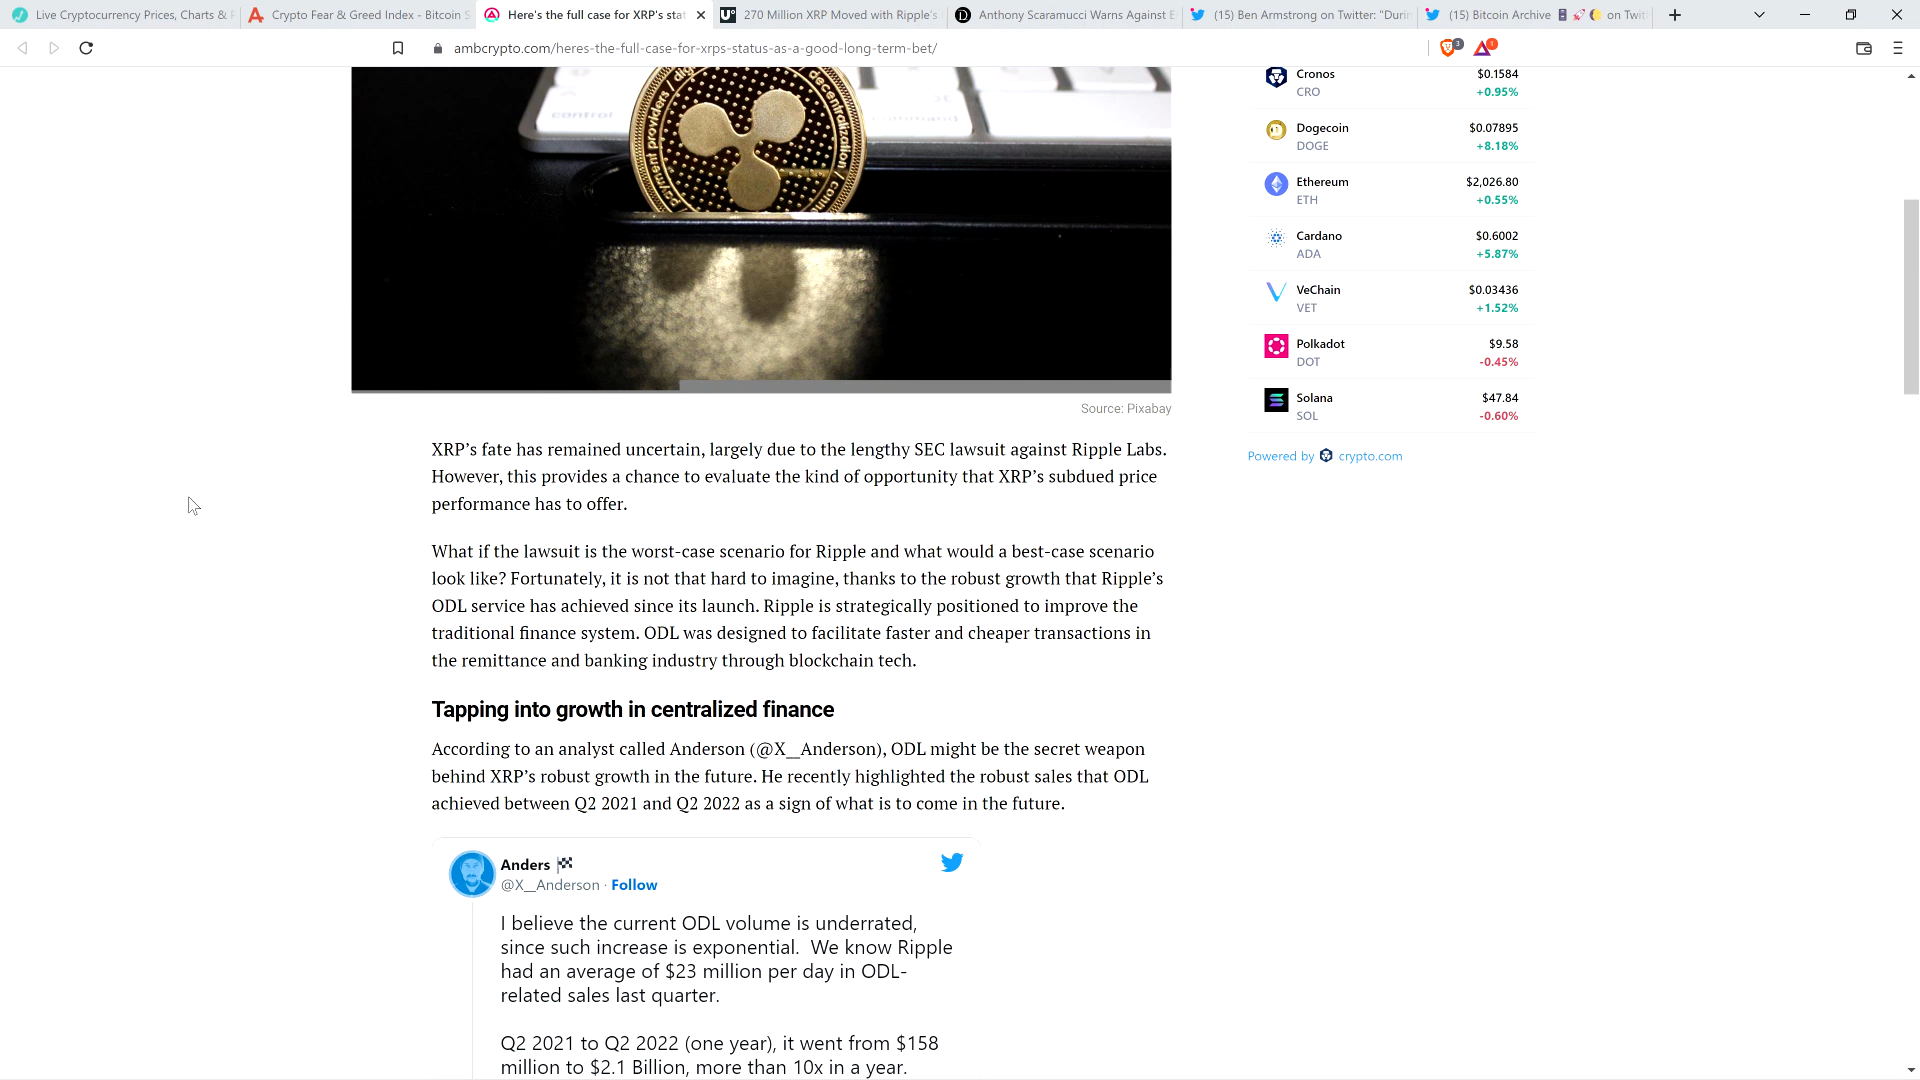 Live Cryptocurrency Prices, Charts &
Crypto Fear & Greed Index - Bitcoin S
Here's the full case for XRP's stat
270 Million XRP Moved with Ripple's
Anthony Scaramucci Warns Against E
(15) Ben Armstrong on Twitter: "Durin
(15) Bitcoin Archive on Twit
ambcrypto.com/heres-the-full-case-for-xrps-status-as-a-good-long-term-bet/
3
1
control
command
payment providers
decentralization
Source: Pixabay
XRP’s fate has remained uncertain, largely due to the lengthy SEC lawsuit against Ripple Labs.
However, this provides a chance to evaluate the kind of opportunity that XRP’s subdued price
performance has to offer.
What if the lawsuit is the worst-case scenario for Ripple and what would a best-case scenario
look like? Fortunately, it is not that hard to imagine, thanks to the robust growth that Ripple’s
ODL service has achieved since its launch. Ripple is strategically positioned to improve the
traditional finance system. ODL was designed to facilitate faster and cheaper transactions in
the remittance and banking industry through blockchain tech.
Tapping into growth in centralized finance
According to an analyst called Anderson (@X__Anderson), ODL might be the secret weapon
behind XRP’s robust growth in the future. He recently highlighted the robust sales that ODL
achieved between Q2 2021 and Q2 2022 as a sign of what is to come in the future.
Anders
@X__Anderson · Follow
I believe the current ODL volume is underrated,
since such increase is exponential. We know Ripple
had an average of $23 million per day in ODL-
related sales last quarter.
Q2 2021 to Q2 2022 (one year), it went from $158
million to $2.1 Billion, more than 10x in a year.
Cronos $0.1584
CRO +0.95%
Dogecoin $0.07895
DOGE +8.18%
Ethereum $2,026.80
ETH +0.55%
Cardano $0.6002
ADA +5.87%
VeChain $0.03436
VET +1.52%
Polkadot $9.58
DOT -0.45%
Solana $47.84
SOL -0.60%
Powered by crypto.com